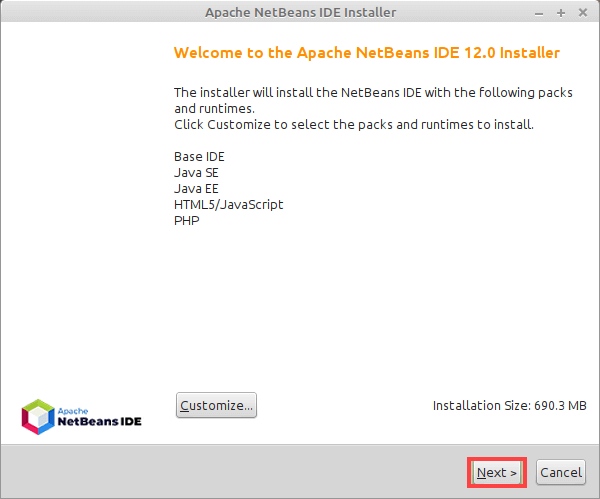 Apache NetBeans IDE Installer
Welcome to the Apache NetBeans IDE 12.0 Installer
The installer will install the NetBeans IDE with the following packs
and runtimes.
Click Customize to select the packs and runtimes to install.
Base IDE
Java SE
Java EE
HTML5/JavaScript
PHP
Apache
NetBeans IDE
Customize...
Installation Size: 690.3 MB
Next >
Cancel